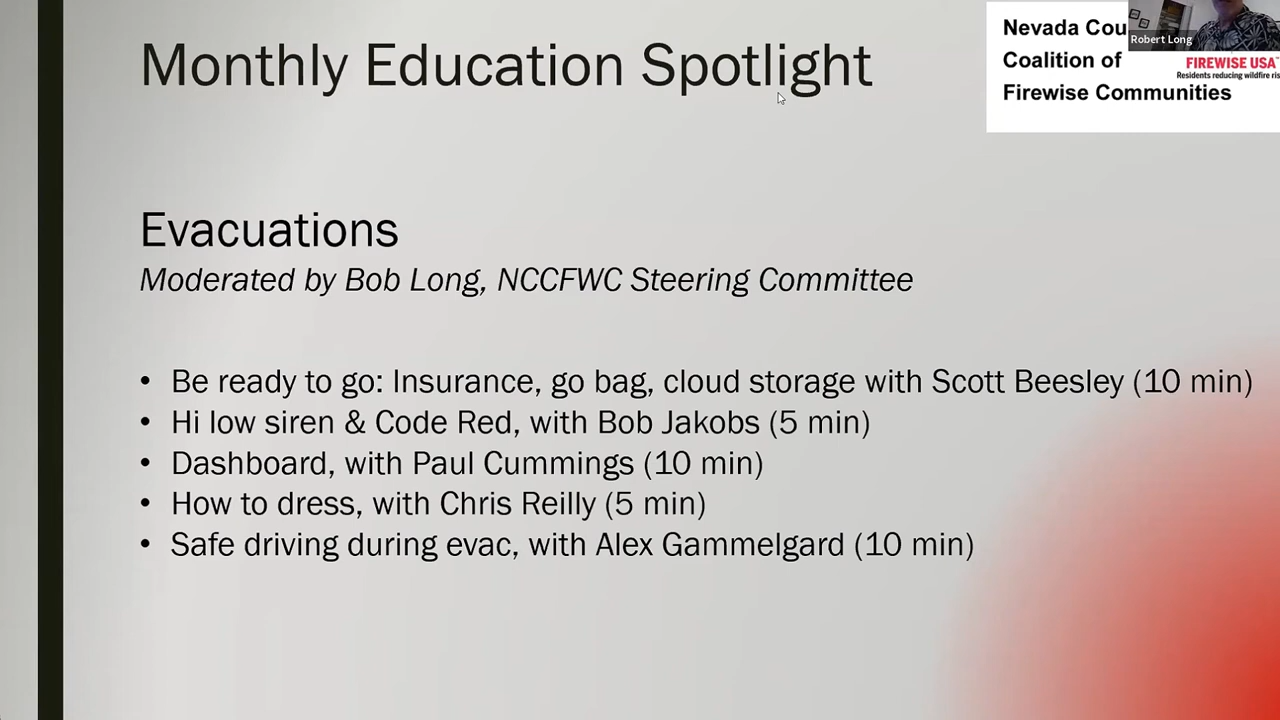 Monthly Education Spotlight
Nevada Cou
Robert Long
Coalition of
FIREWISE USA
Residents reducing wildfire ris
Firewise Communities
Evacuations
Moderated by Bob Long, NCCFWC Steering Committee
• Be ready to go: Insurance, go bag, cloud storage with Scott Beesley (10 min)
• Hi low siren & Code Red, with Bob Jakobs (5 min)
• Dashboard, with Paul Cummings (10 min)
• How to dress, with Chris Reilly (5 min)
• Safe driving during evac, with Alex Gammelgard (10 min)